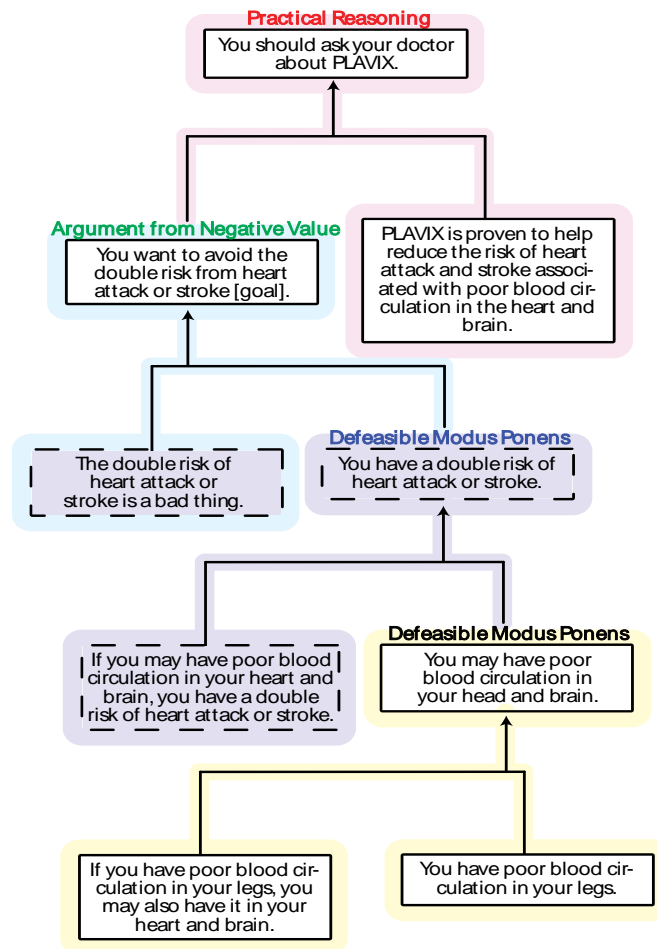 Practical Reasoning
You should ask your doctor
about PLAVIX.
Argument from Negative Value
You want to avoid the
double risk from heart
attack or stroke [goal].
PLAVIX is proven to help
reduce the risk of heart
attack and stroke associ-
ated with poor blood cir-
culation in the heart and
brain.
The double risk of
heart attack or
stroke is a bad thing.
Defeasible Modus Ponens
You have a double risk of
heart attack or stroke.
If you may have poor blood
circulation in your heart and
brain, you have a double
risk of heart attack or stroke.
Defeasible Modus Ponens
You may have poor
blood circulation in
your head and brain.
If you have poor blood cir-
culation in your legs, you
may also have it in your
heart and brain.
You have poor blood cir-
culation in your legs.